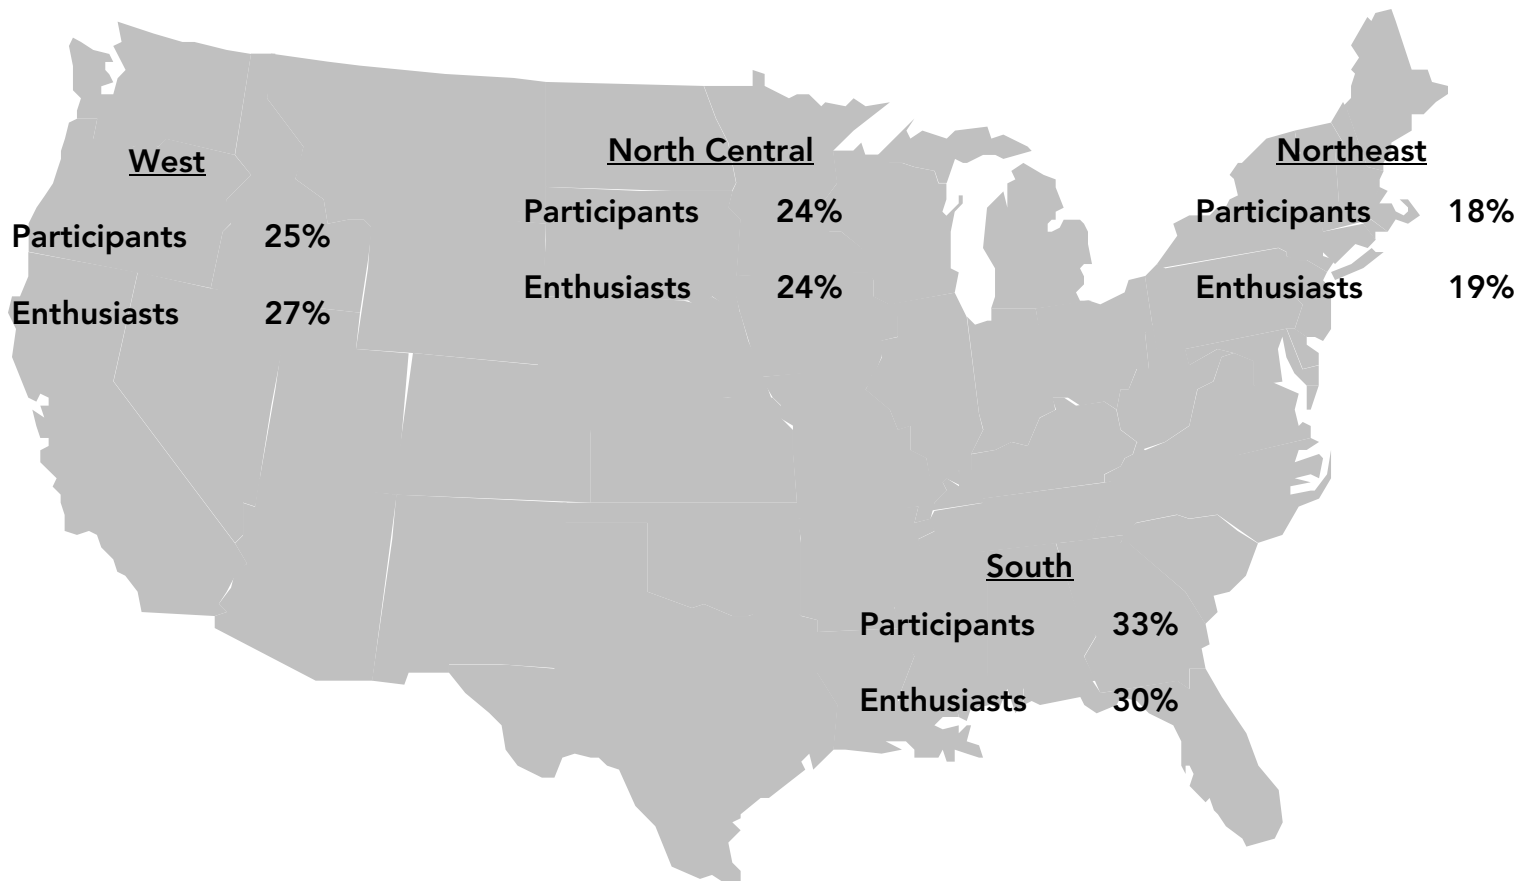 West
Participants 25%
Enthusiasts 27%
North Central
Participants 24%
Enthusiasts 24%
Northeast
Participants 18%
Enthusiasts 19%
South
Participants 33%
Enthusiasts 30%